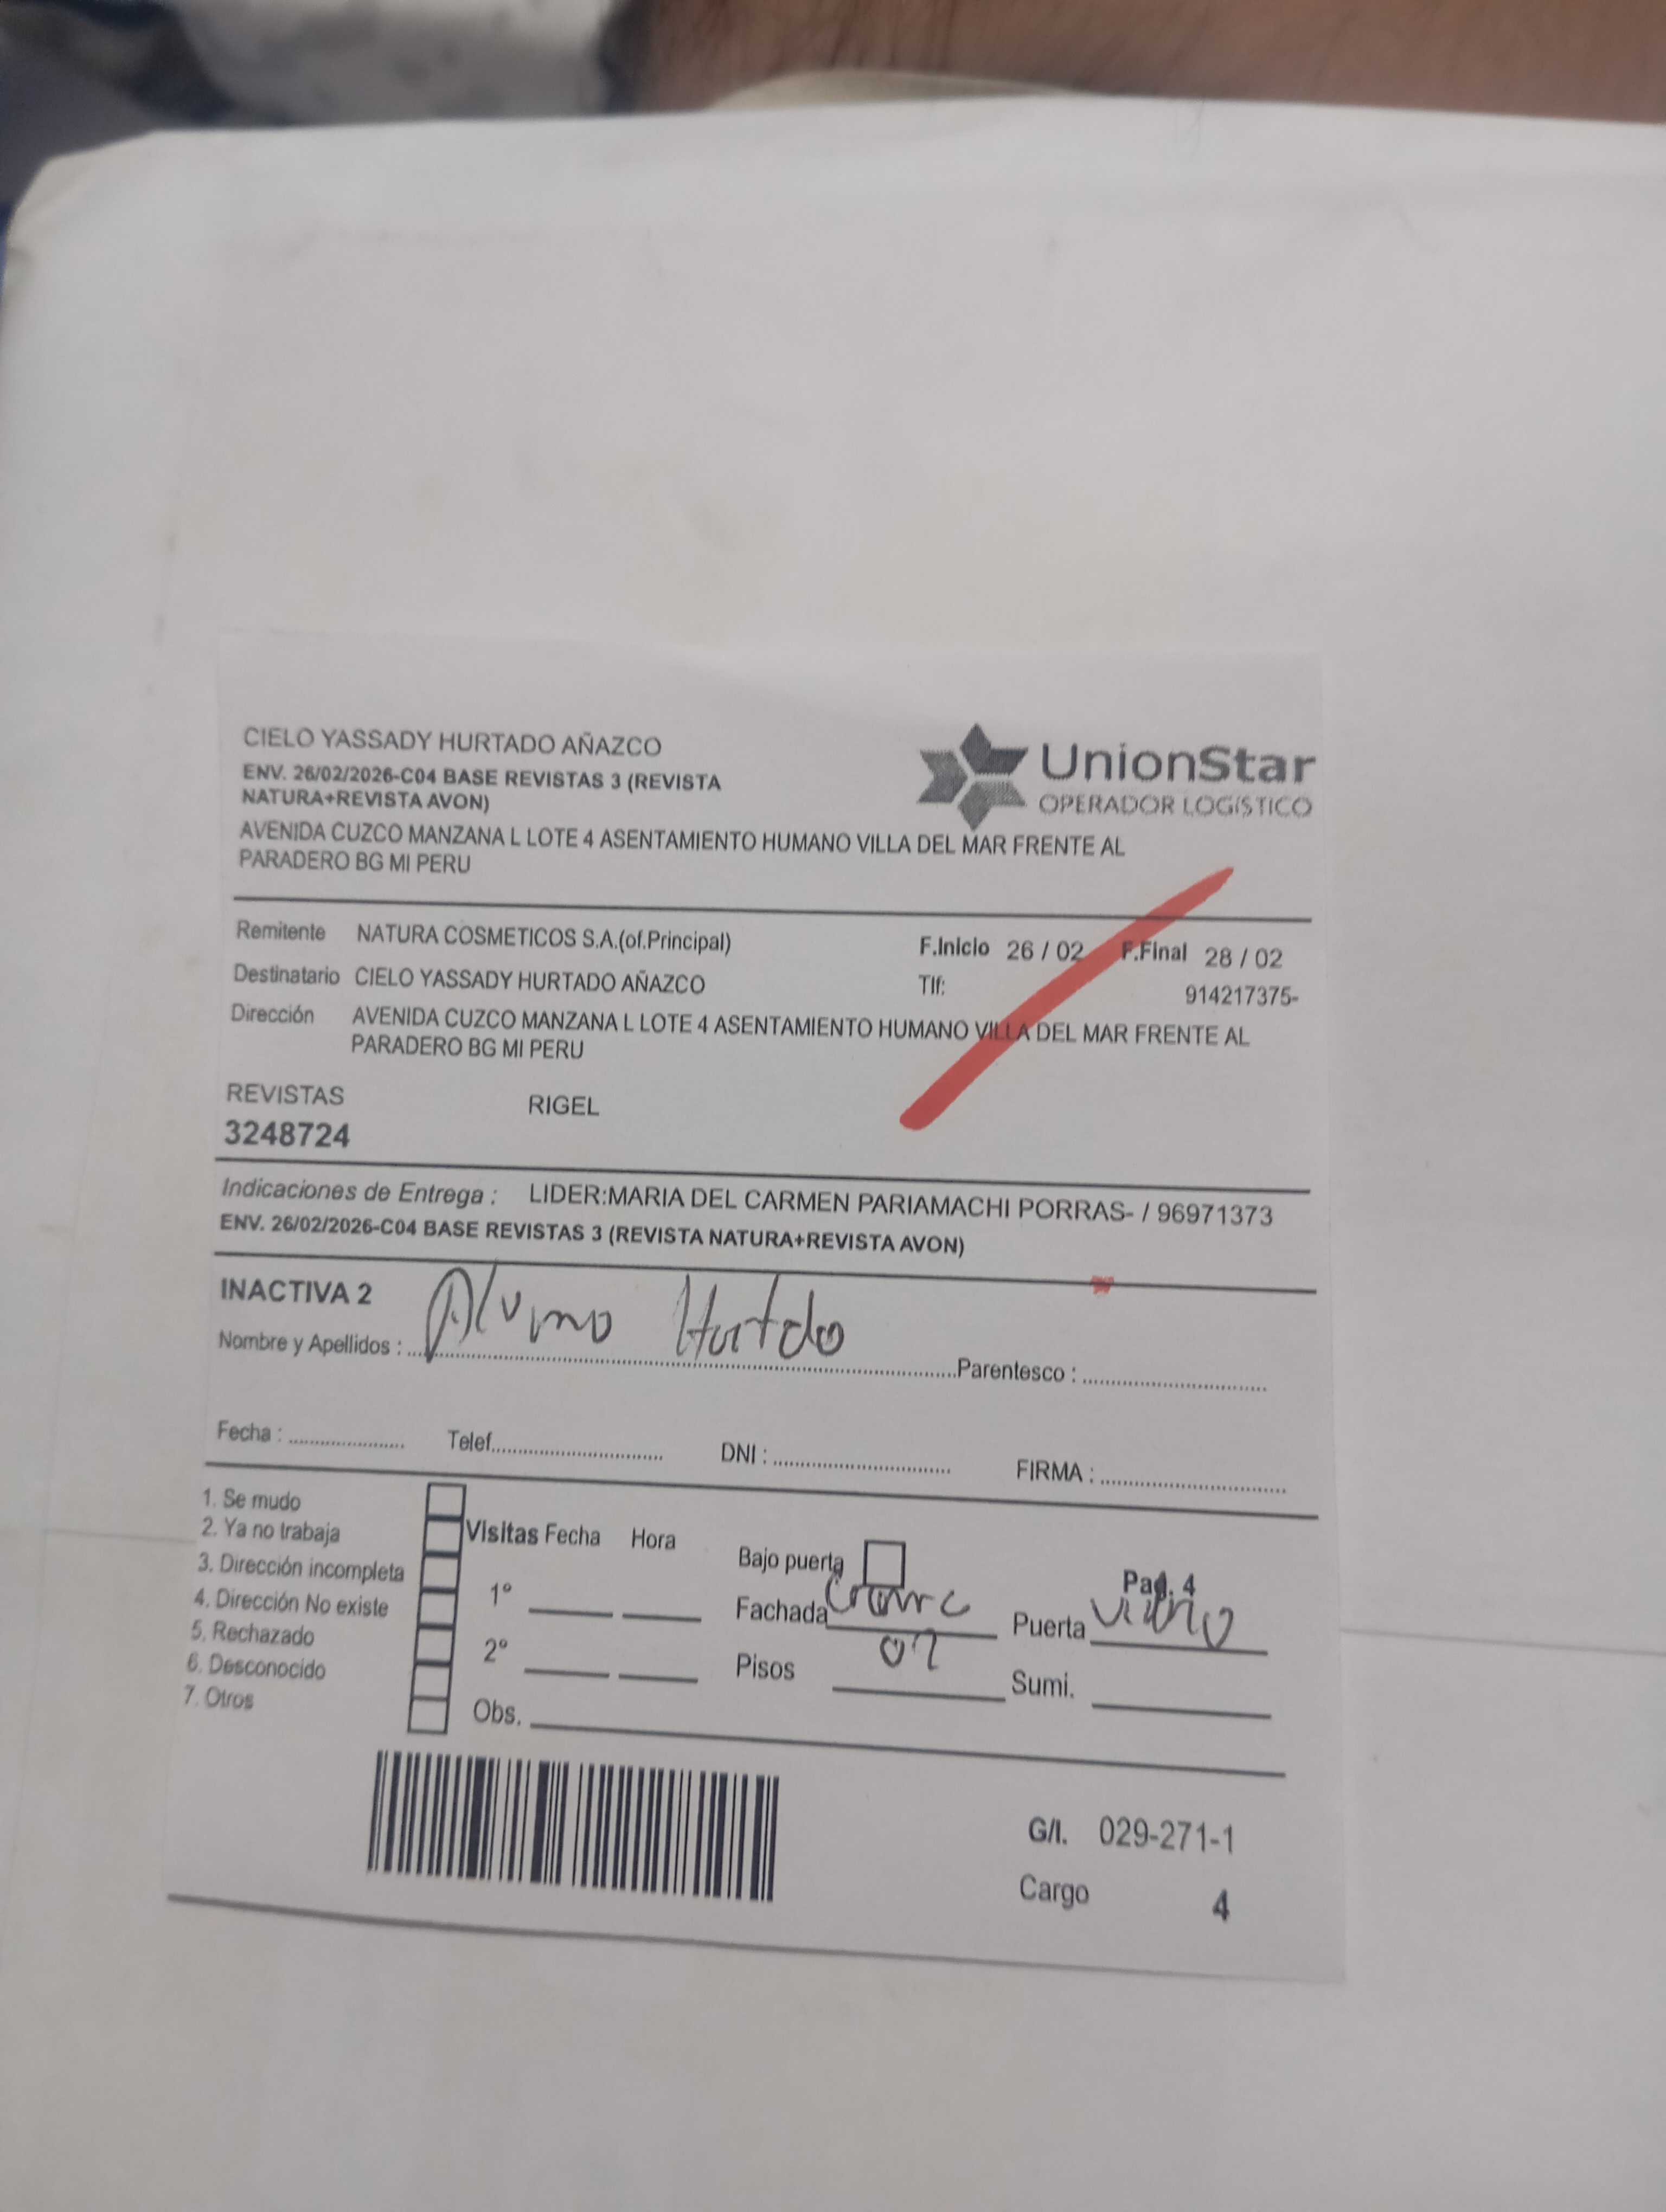 CIELO YASSADY HURTADO AÑAZCO
ENV. 26/02/2026-C04 BASE REVISTAS 3 (REVISTA
NATURA+REVISTA AVON)
AVENIDA CUZCO MANZANA L LOTE 4 ASENTAMIENTO HUMANO VILLA DEL MAR FRENTE AL
PARADERO BG MI PERU
UnionStar
OPERADOR LOGÍSTICO
Remitente NATURA COSMETICOS S.A.(of.Principal) F.Inicio 26 / 02 F.Final 28 / 02
Destinatario CIELO YASSADY HURTADO AÑAZCO Tlf: 914217375-
Dirección AVENIDA CUZCO MANZANA L LOTE 4 ASENTAMIENTO HUMANO VILLA DEL MAR FRENTE AL
PARADERO BG MI PERU
REVISTAS RIGEL
3248724
Indicaciones de Entrega : LIDER:MARIA DEL CARMEN PARIAMACHI PORRAS- / 96971373
ENV. 26/02/2026-C04 BASE REVISTAS 3 (REVISTA NATURA+REVISTA AVON)
INACTIVA 2
Nombre y Apellidos : Hurtado Parentesco :
Fecha : Telef. DNI : FIRMA :
1. Se mudo
2. Ya no trabaja
3. Dirección incompleta
4. Dirección No existe
5. Rechazado
6. Desconocido
7. Otros
Visitas Fecha Hora
1°
2°
Obs.
Bajo puerta Pag. 4
Fachada Puerta vidrio
Pisos Sumi.
G/I. 029-271-1
Cargo 4